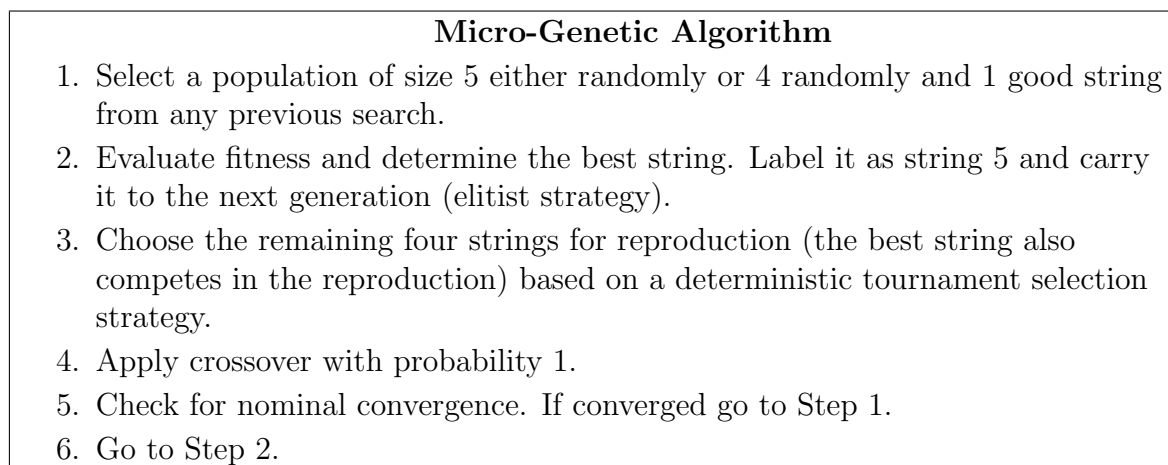 Micro-Genetic Algorithm
1. Select a population of size 5 either randomly or 4 randomly and 1 good string
from any previous search.
2. Evaluate fitness and determine the best string. Label it as string 5 and carry
it to the next generation (elitist strategy).
3. Choose the remaining four strings for reproduction (the best string also
competes in the reproduction) based on a deterministic tournament selection
strategy.
4. Apply crossover with probability 1.
5. Check for nominal convergence. If converged go to Step 1.
6. Go to Step 2.